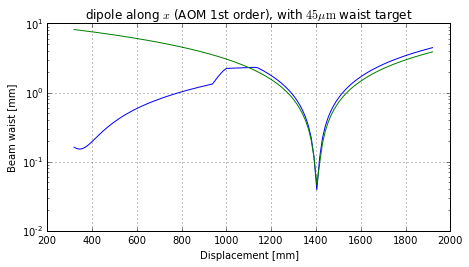 dipole along x (AOM 1st order), with 45μm waist target
Beam waist [mm]
10¹
10⁰
10⁻¹
10⁻²
200 400 600 800 1000 1200 1400 1600 1800 2000
Displacement [mm]